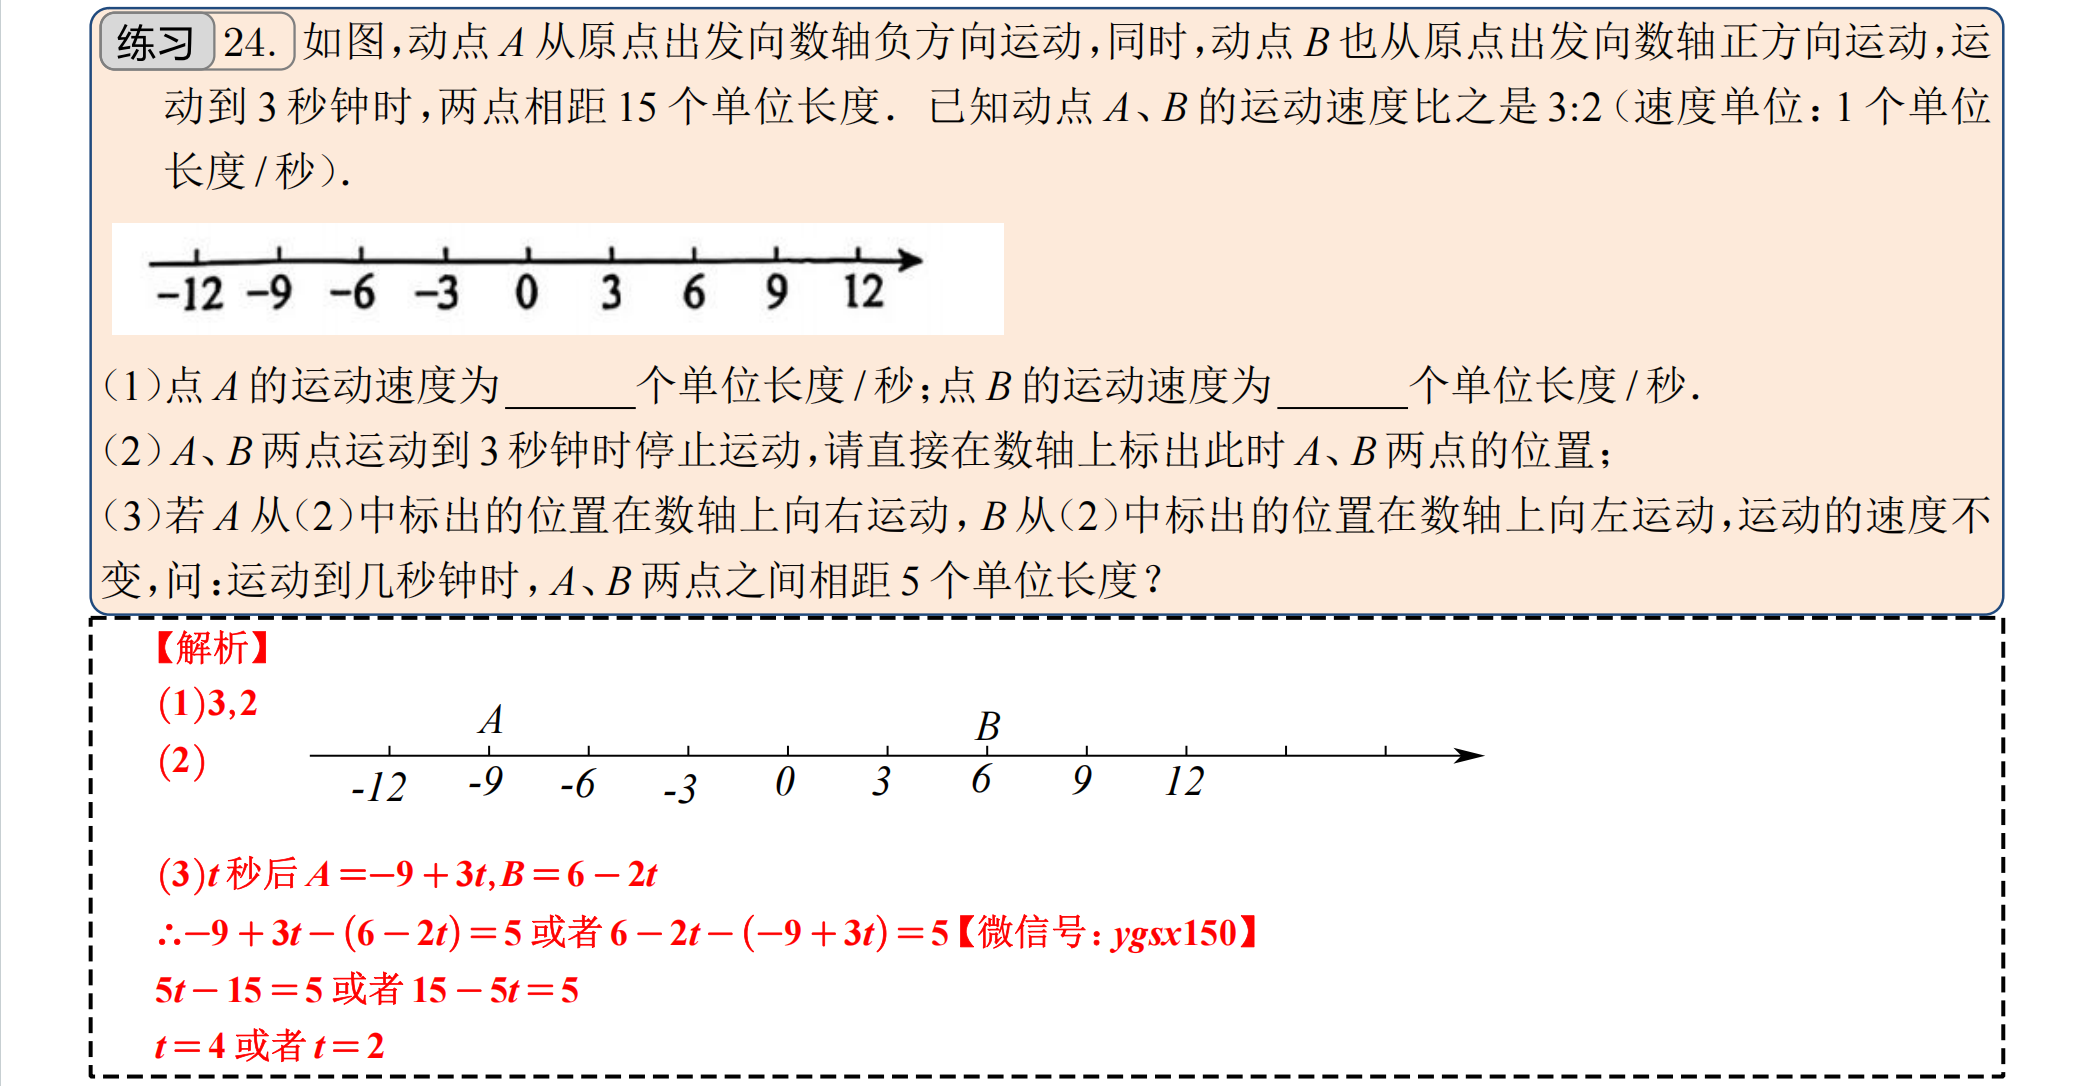 练习 24. 如图,动点 A 从原点出发向数轴负方向运动,同时,动点 B 也从原点出发向数轴正方向运动,运
动到 3 秒钟时,两点相距 15 个单位长度. 已知动点 A、B 的运动速度比之是 3:2(速度单位:1 个单位
长度/秒).
-12 -9 -6 -3 0 3 6 9 12
(1)点 A 的运动速度为______个单位长度/秒;点 B 的运动速度为______个单位长度/秒.
(2)A、B 两点运动到 3 秒钟时停止运动,请直接在数轴上标出此时 A、B 两点的位置;
(3)若 A 从(2)中标出的位置在数轴上向右运动,B 从(2)中标出的位置在数轴上向左运动,运动的速度不
变,问:运动到几秒钟时,A、B 两点之间相距 5 个单位长度?
【解析】
(1)3,2
A B
(2)
-12 -9 -6 -3 0 3 6 9 12
(3)t 秒后 A=-9+3t,B=6-2t
∴-9+3t-(6-2t)=5 或者 6-2t-(-9+3t)=5【微信号:ygsx150】
5t-15=5 或者 15-5t=5
t=4 或者 t=2